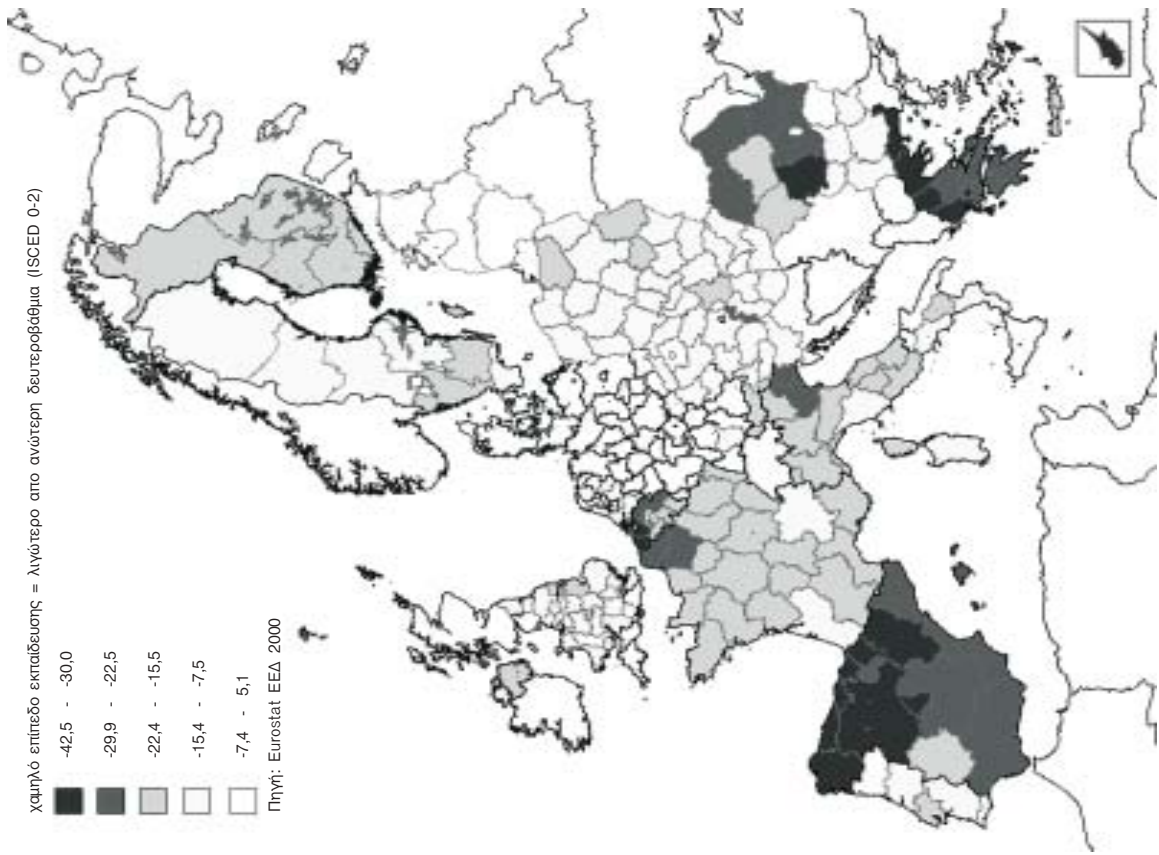 χαμηλό επίπεδο εκπαίδευσης = λιγώτερο απο ανώτερη δευτεροβάθμια (ISCED 0-2)
-42,5 - -30,0
-29,9 - -22,5
-22,4 - -15,5
-15,4 - -7,5
-7,4 - 5,1
Πηγή: Eurostat ΕΕΔ 2000